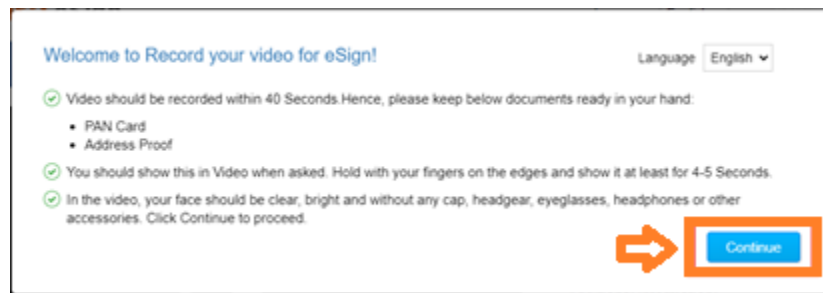 Welcome to Record your video for eSign!
Language English
Video should be recorded within 40 Seconds.Hence, please keep below documents ready in your hand:
• PAN Card
• Address Proof
You should show this in Video when asked. Hold with your fingers on the edges and show it at least for 4-5 Seconds.
In the video, your face should be clear, bright and without any cap, headgear, eyeglasses, headphones or other
accessories. Click Continue to proceed.
Continue